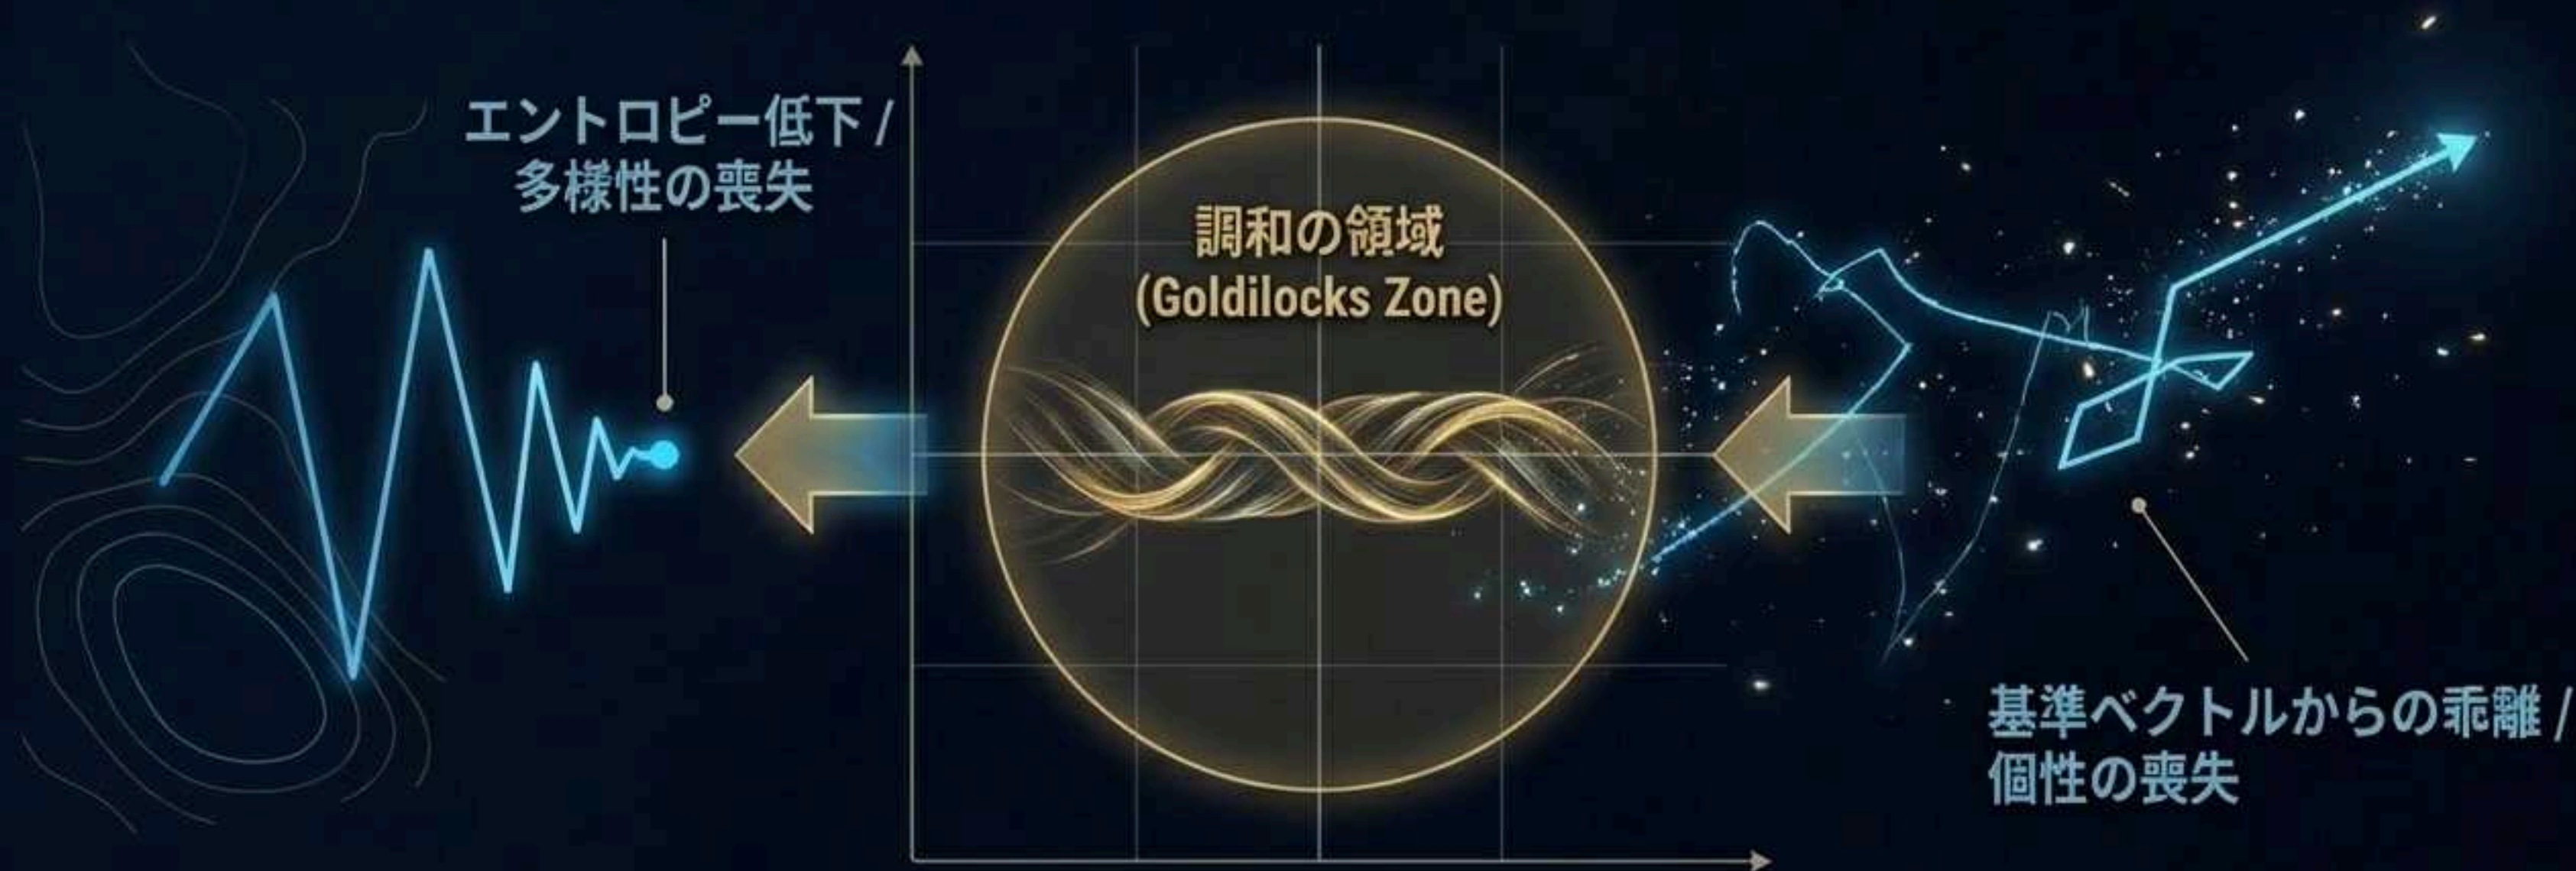 エントロピー低下 /
多様性の喪失
調和の領域
(Goldilocks Zone)
基準ベクトルからの乖離 /
個性の喪失